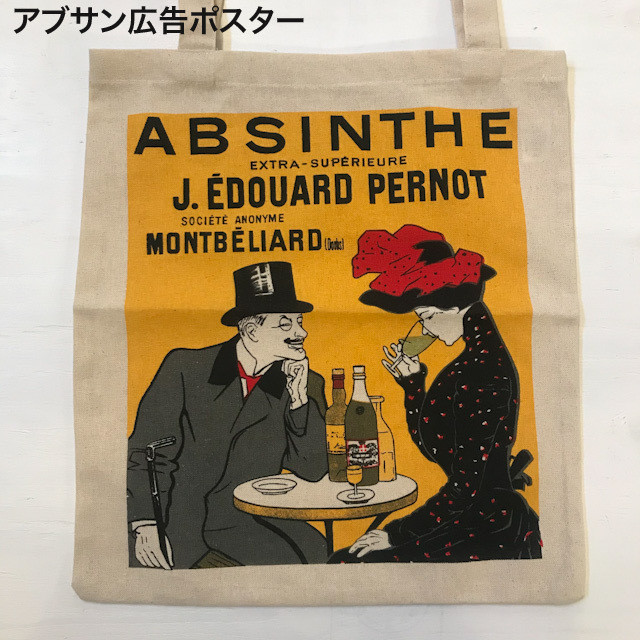 アブサン広告ポスター
ABSINTHE
EXTRA-SUPÉRIEURE
J. ÉDOUARD PERNOT
SOCIÉTÉ ANONYME
MONTBÉLIARD (Doubs)